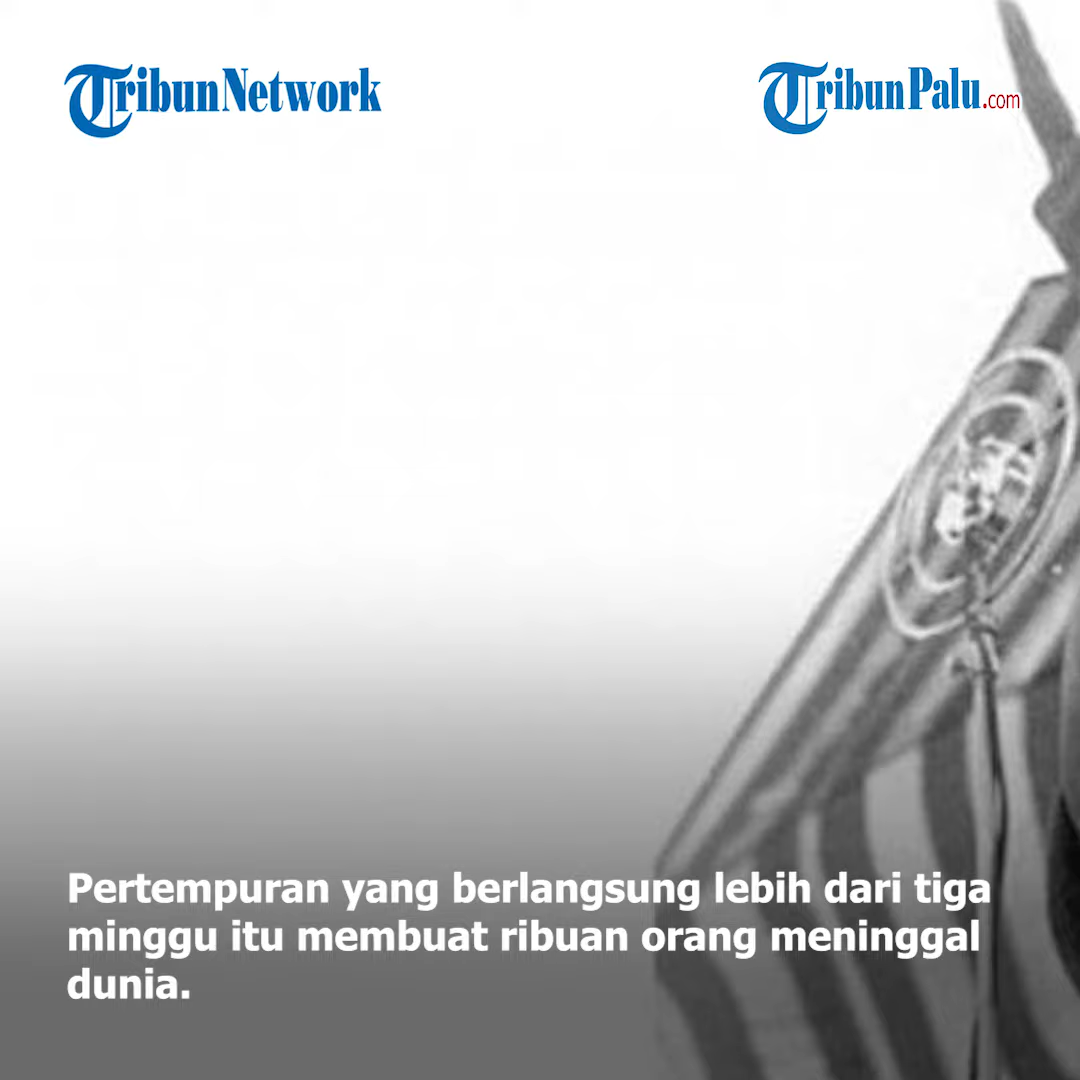 TribunNetwork
TribunPalu.com
Pertempuran yang berlangsung lebih dari tiga
minggu itu membuat ribuan orang meninggal
dunia.